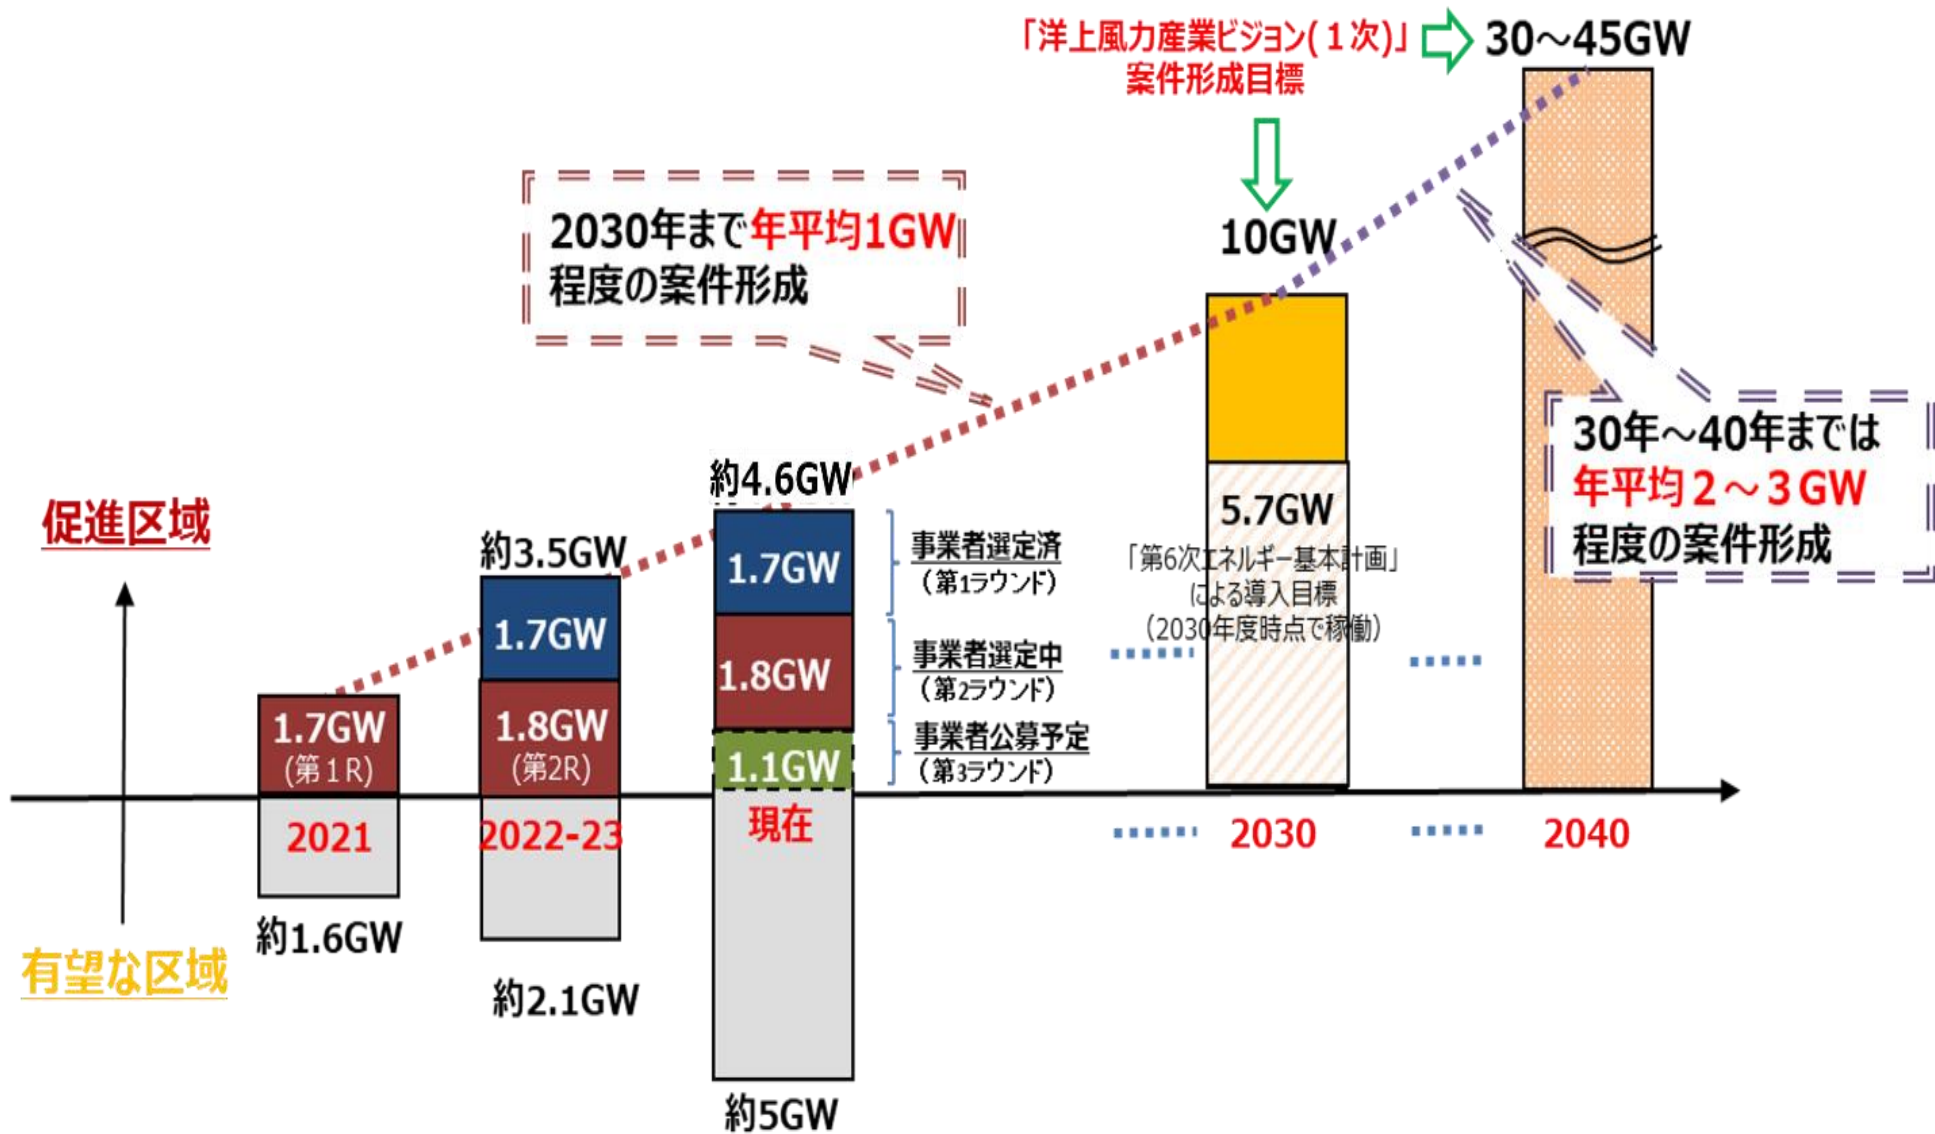 「洋上風力産業ビジョン(１次)」
案件形成目標
30～45GW
2030年まで年平均1GW
程度の案件形成
10GW
30年～40年までは
年平均２～３GW
程度の案件形成
促進区域
約4.6GW
約3.5GW
1.7GW
(第１R)
1.7GW
1.8GW
(第2R)
1.7GW
1.8GW
1.1GW
事業者選定済
（第1ラウンド）
事業者選定中
（第2ラウンド）
事業者公募予定
（第3ラウンド）
5.7GW
「第6次エネルギー基本計画」
による導入目標
（2030年度時点で稼働）
2021
2022-23
現在
2030
2040
約1.6GW
有望な区域
約2.1GW
約5GW